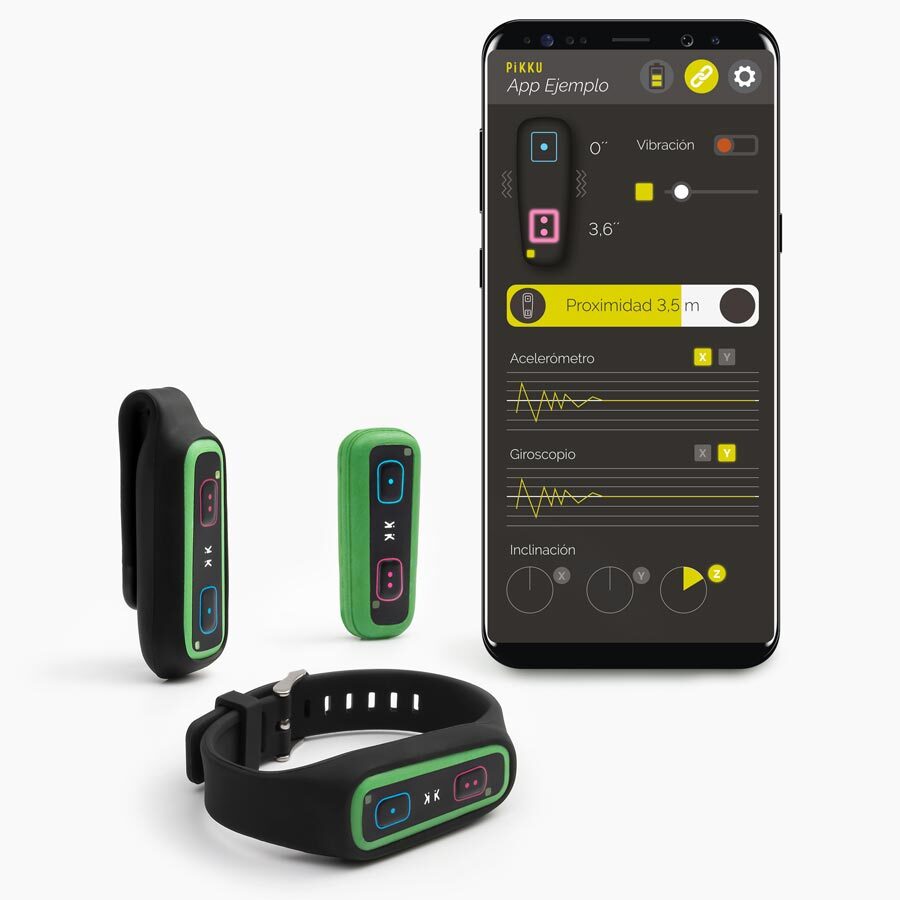 PiKKU
App Ejemplo
0´´
Vibración
3,6´´
Proximidad 3,5 m
Acelerómetro
X Y
Giroscopio
X Y
Inclinación
X Y Z